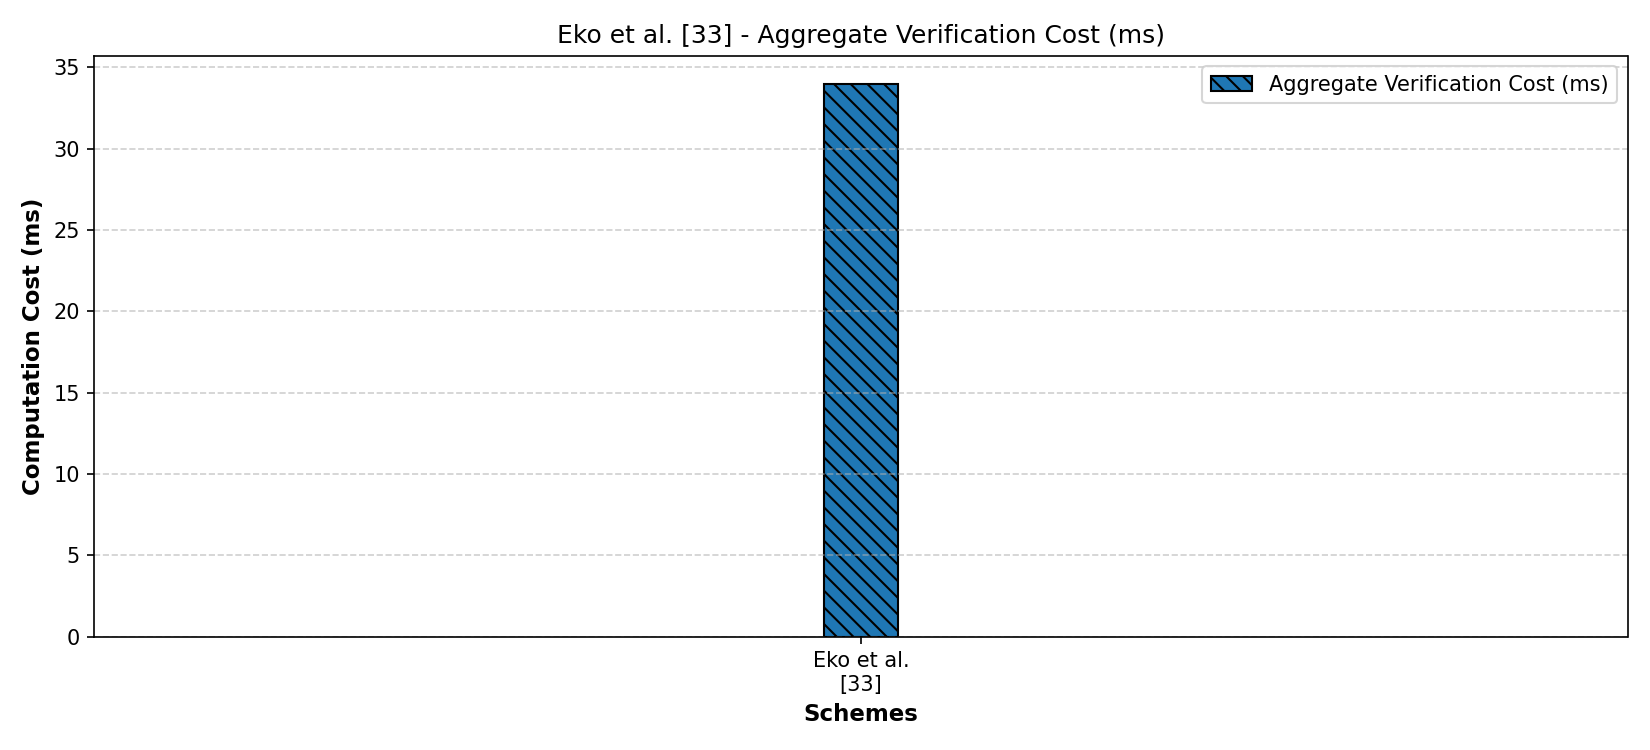 Eko et al. [33] - Aggregate Verification Cost (ms)
Aggregate Verification Cost (ms)
Computation Cost (ms)
35
30
25
20
15
10
5
0
Eko et al.
[33]
Schemes